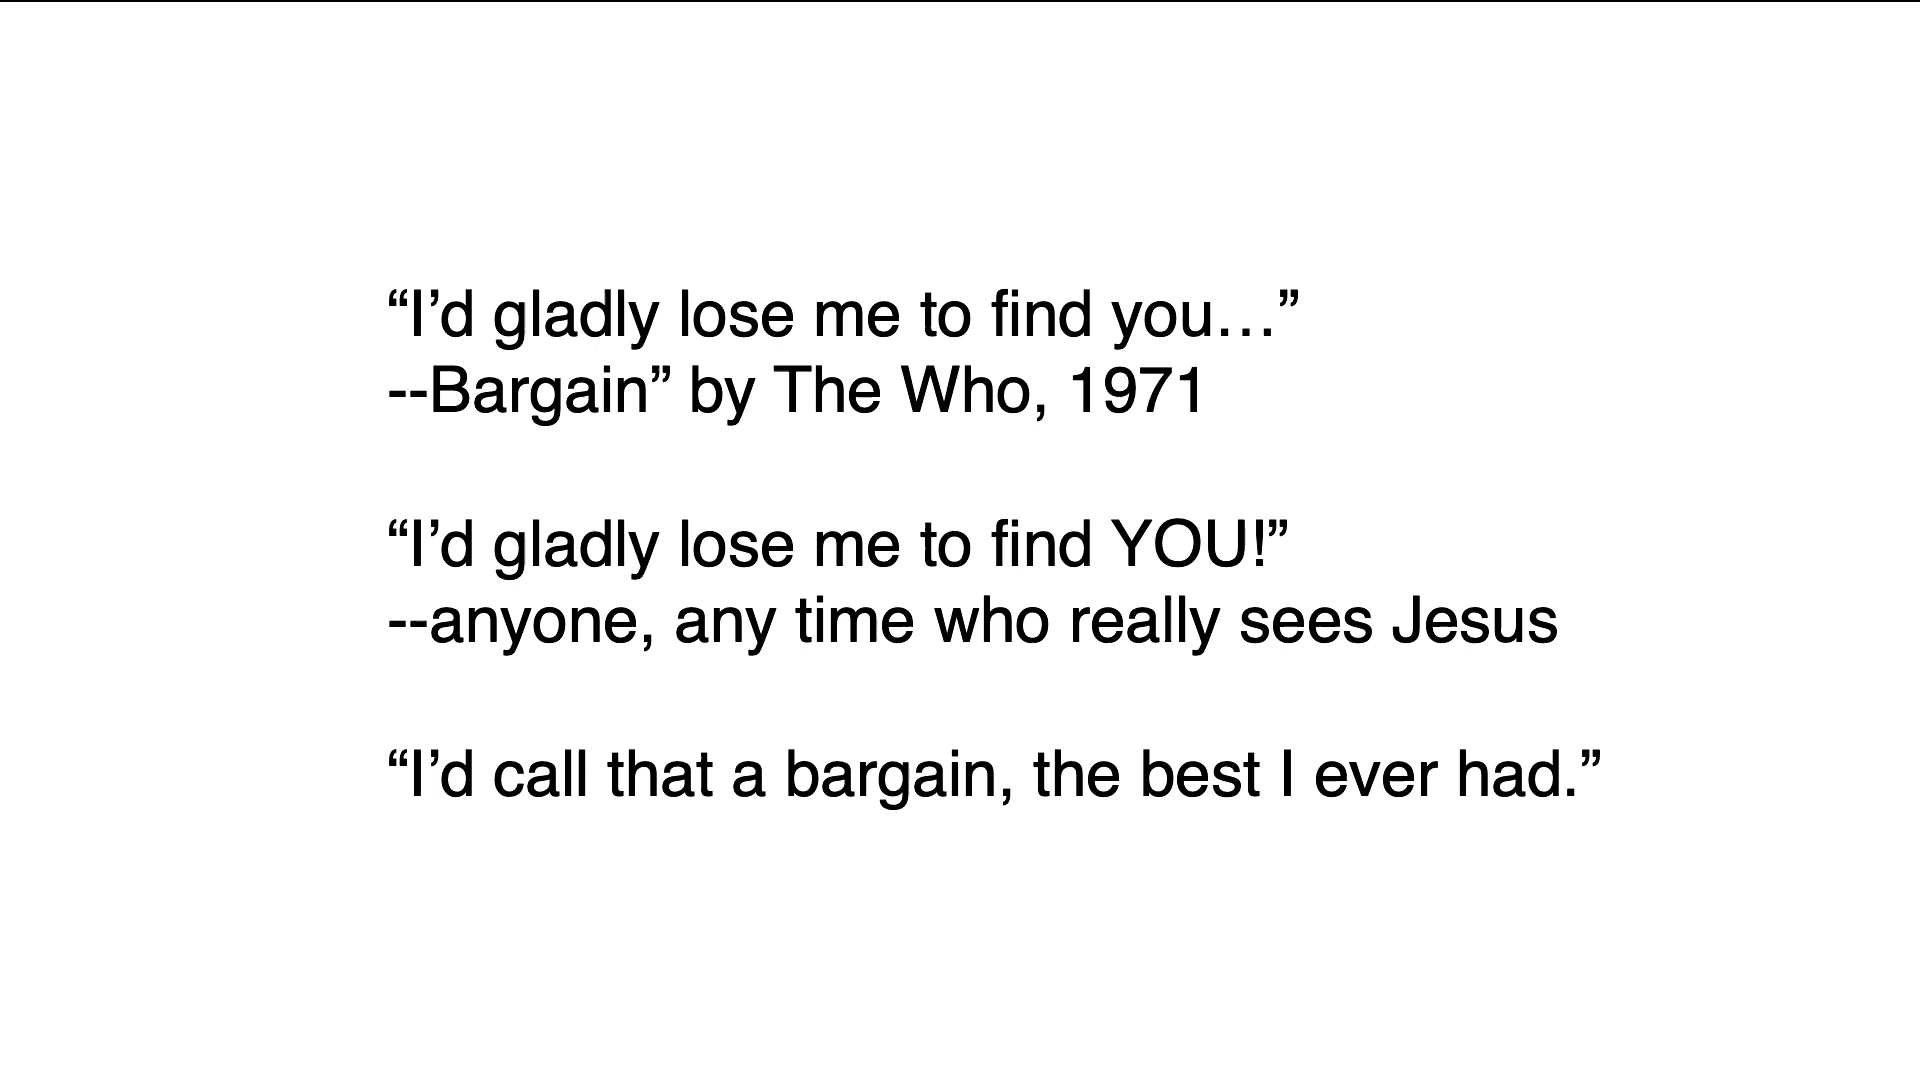 “I’d gladly lose me to find you…”
--Bargain” by The Who, 1971
“I’d gladly lose me to find YOU!”
--anyone, any time who really sees Jesus
“I’d call that a bargain, the best I ever had.”